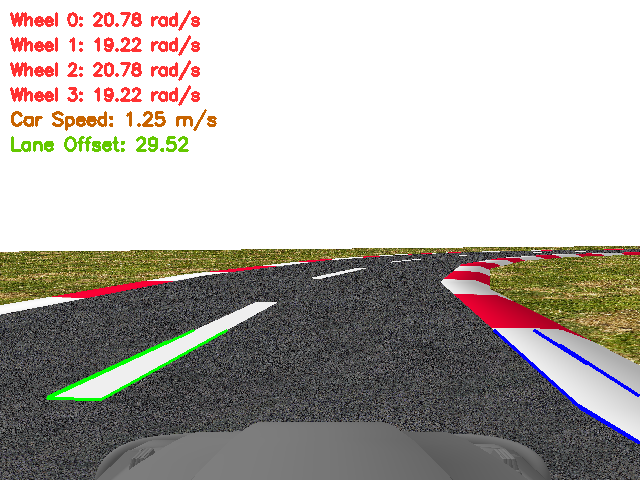 Wheel 0: 20.78 rad/s
Wheel 1: 19.22 rad/s
Wheel 2: 20.78 rad/s
Wheel 3: 19.22 rad/s
Car Speed: 1.25 m/s
Lane Offset: 29.52